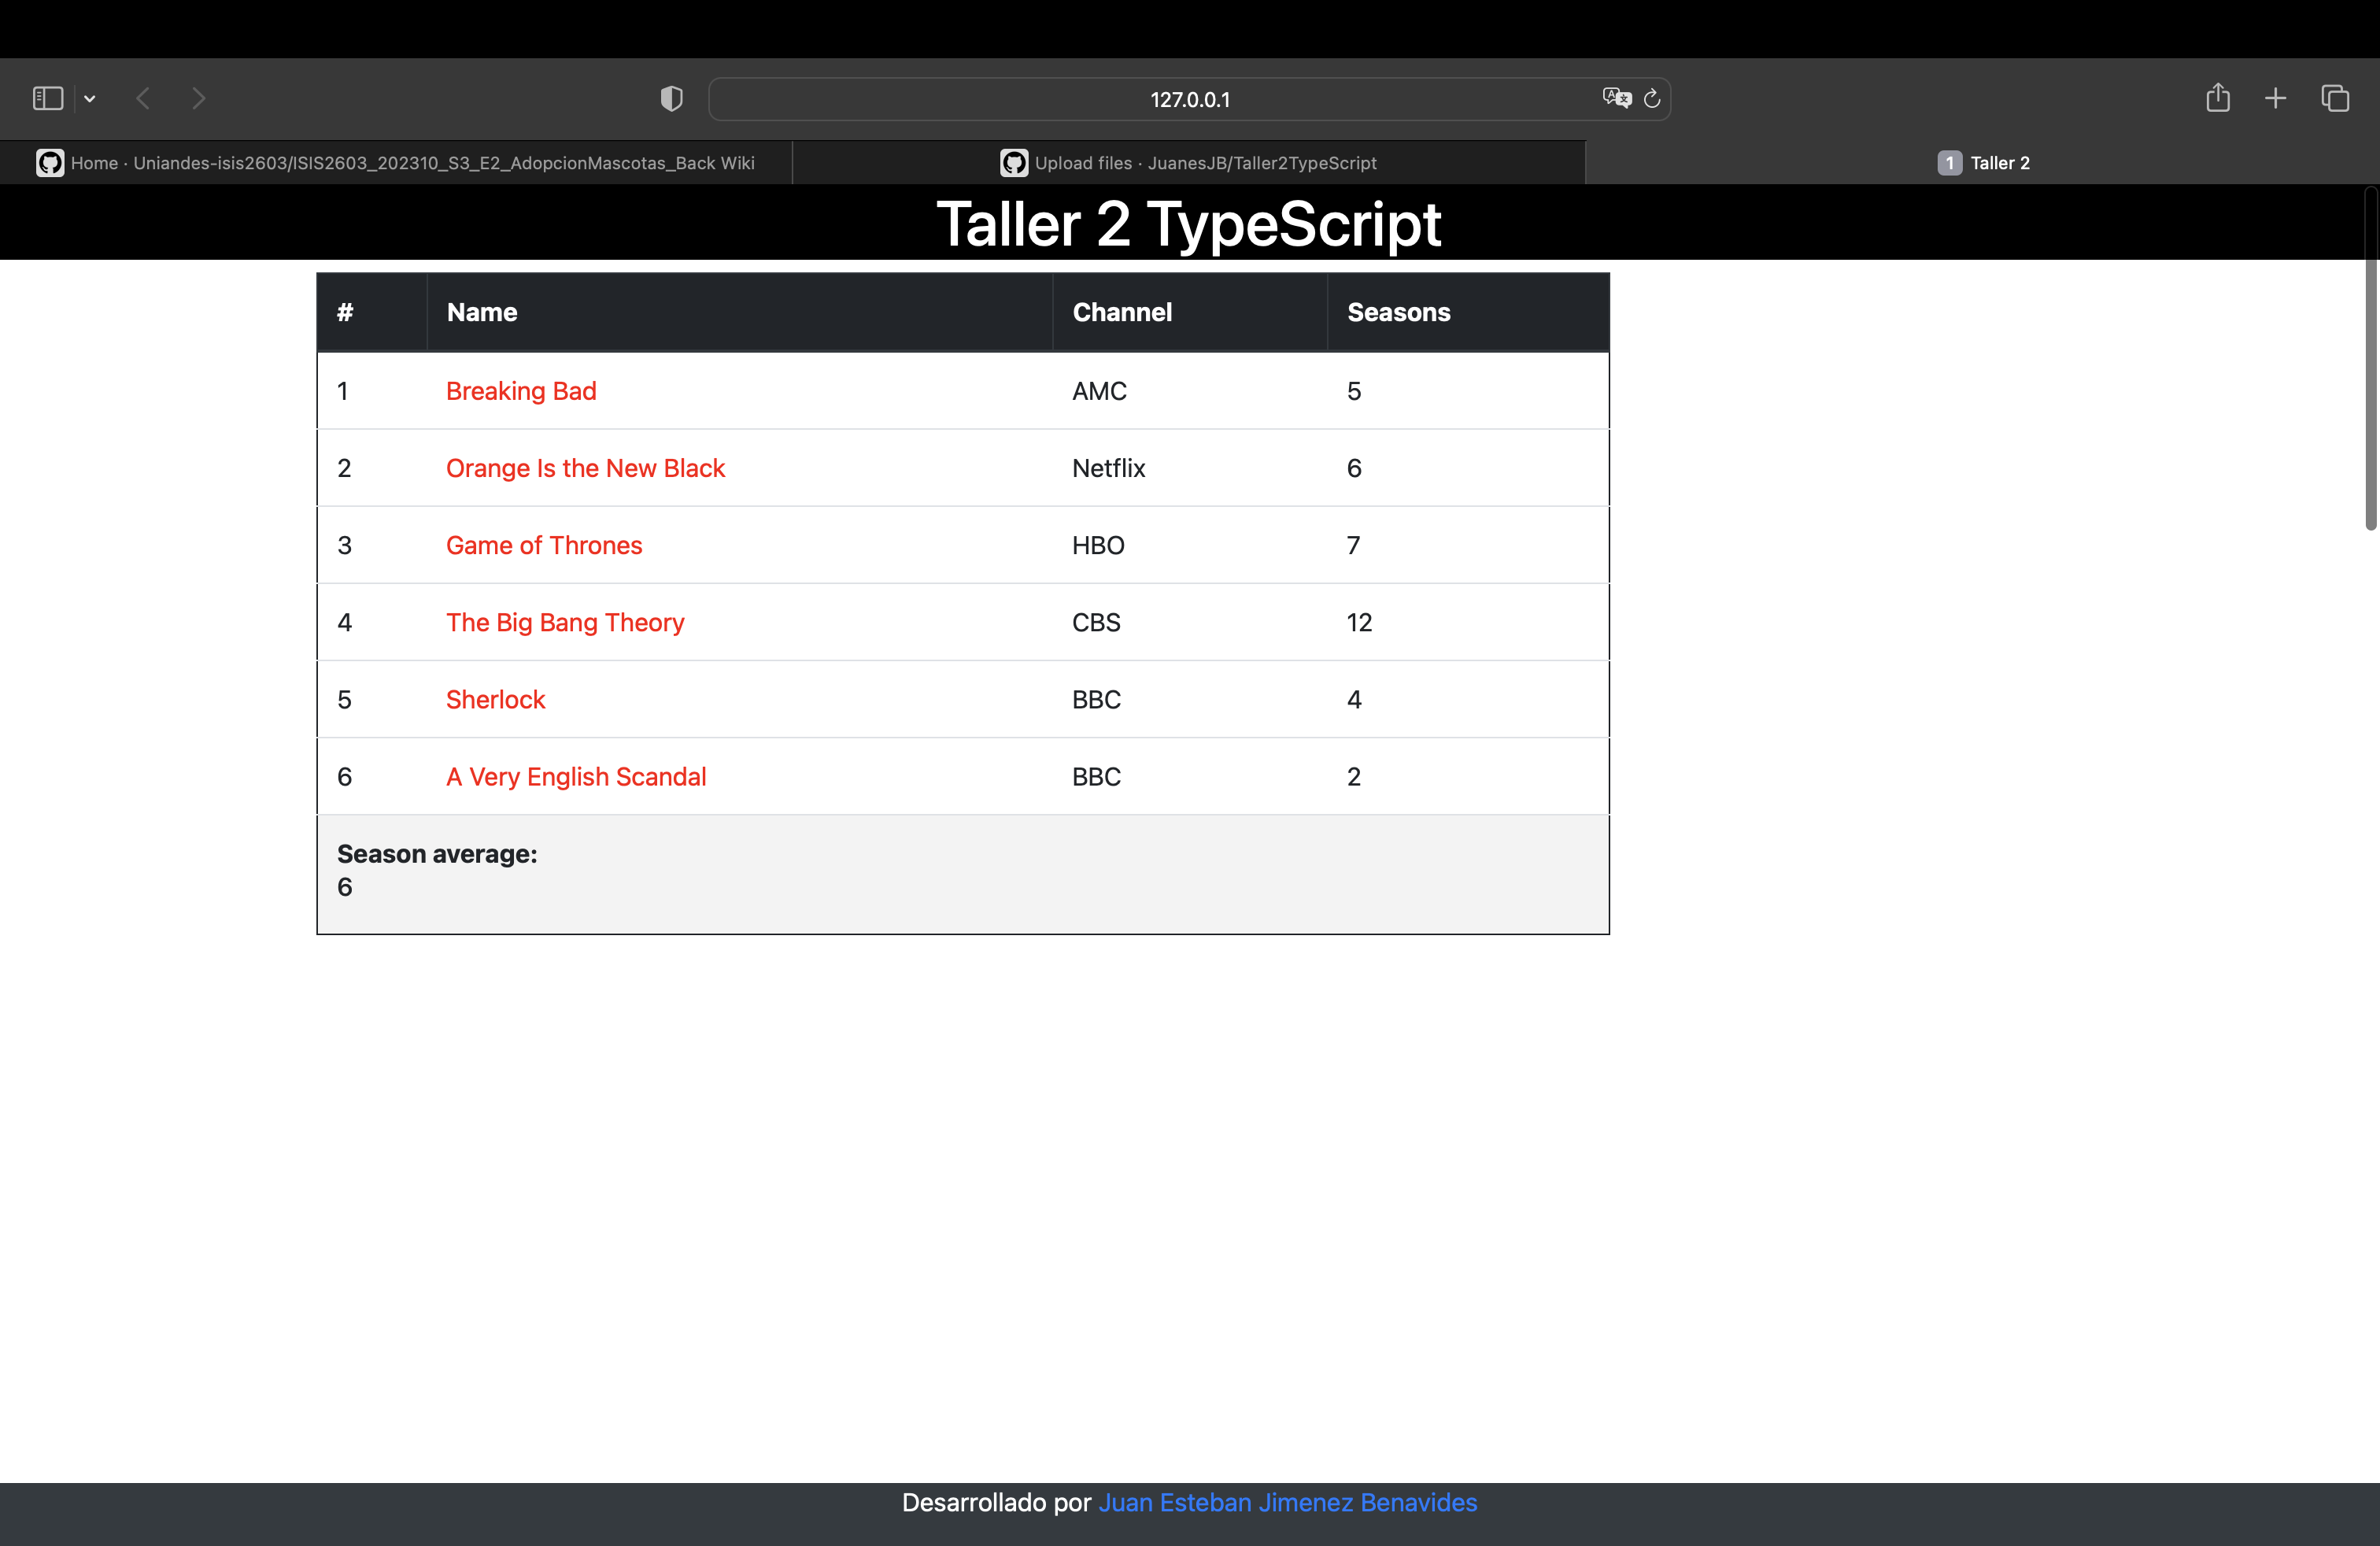 127.0.0.1
Home · Uniandes-isis2603/ISIS2603_202310_S3_E2_AdopcionMascotas_Back Wiki
Upload files · JuanesJB/Taller2TypeScript
1 Taller 2
Taller 2 TypeScript
# Name Channel Seasons
1 Breaking Bad AMC 5
2 Orange Is the New Black Netflix 6
3 Game of Thrones HBO 7
4 The Big Bang Theory CBS 12
5 Sherlock BBC 4
6 A Very English Scandal BBC 2
Season average:
6
Desarrollado por Juan Esteban Jimenez Benavides